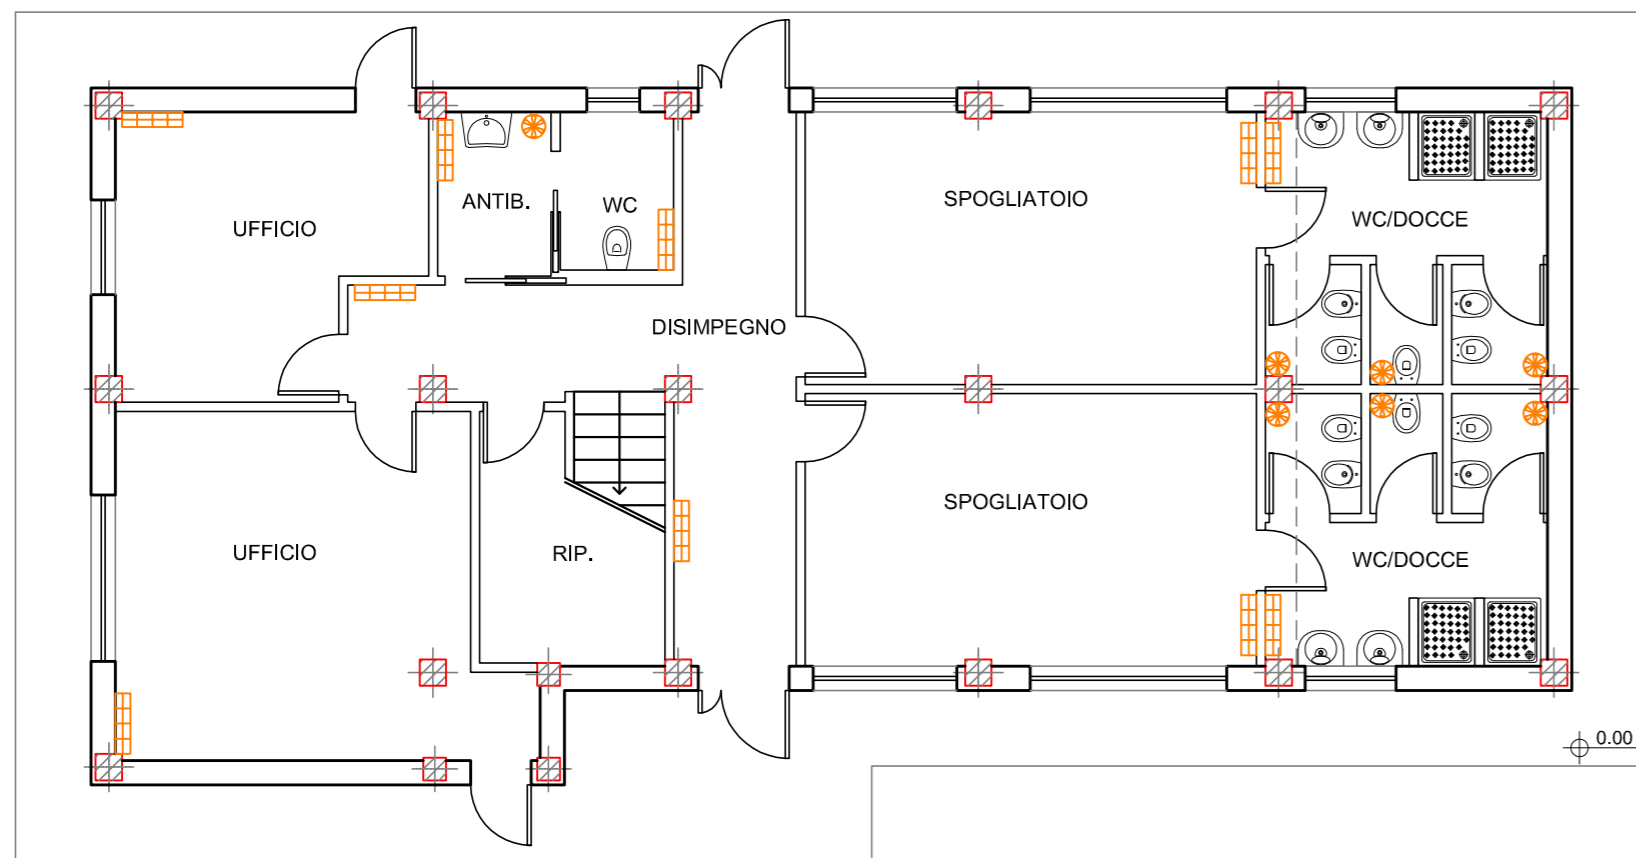 SPOGLIATOIO
ANTIB.
WC
WC/DOCCE
UFFICIO
DISIMPEGNO
SPOGLIATOIO
UFFICIO
RIP.
WC/DOCCE
0.00